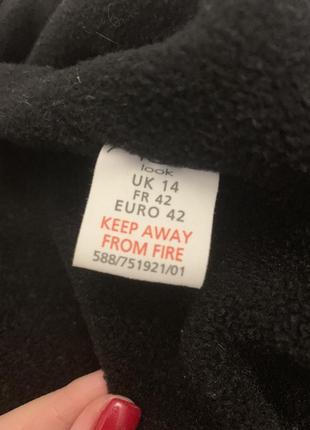 look
UK 14
FR 42
EURO 42
KEEP AWAY
FROM FIRE
588/751921/01